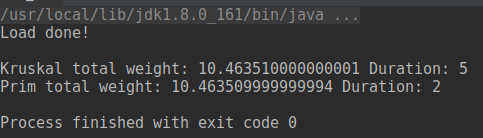 /usr/local/lib/jdk1.8.0_161/bin/java ...
Load done!
Kruskal total weight: 10.463510000000001 Duration: 5
Prim total weight: 10.463509999999994 Duration: 2
Process finished with exit code 0